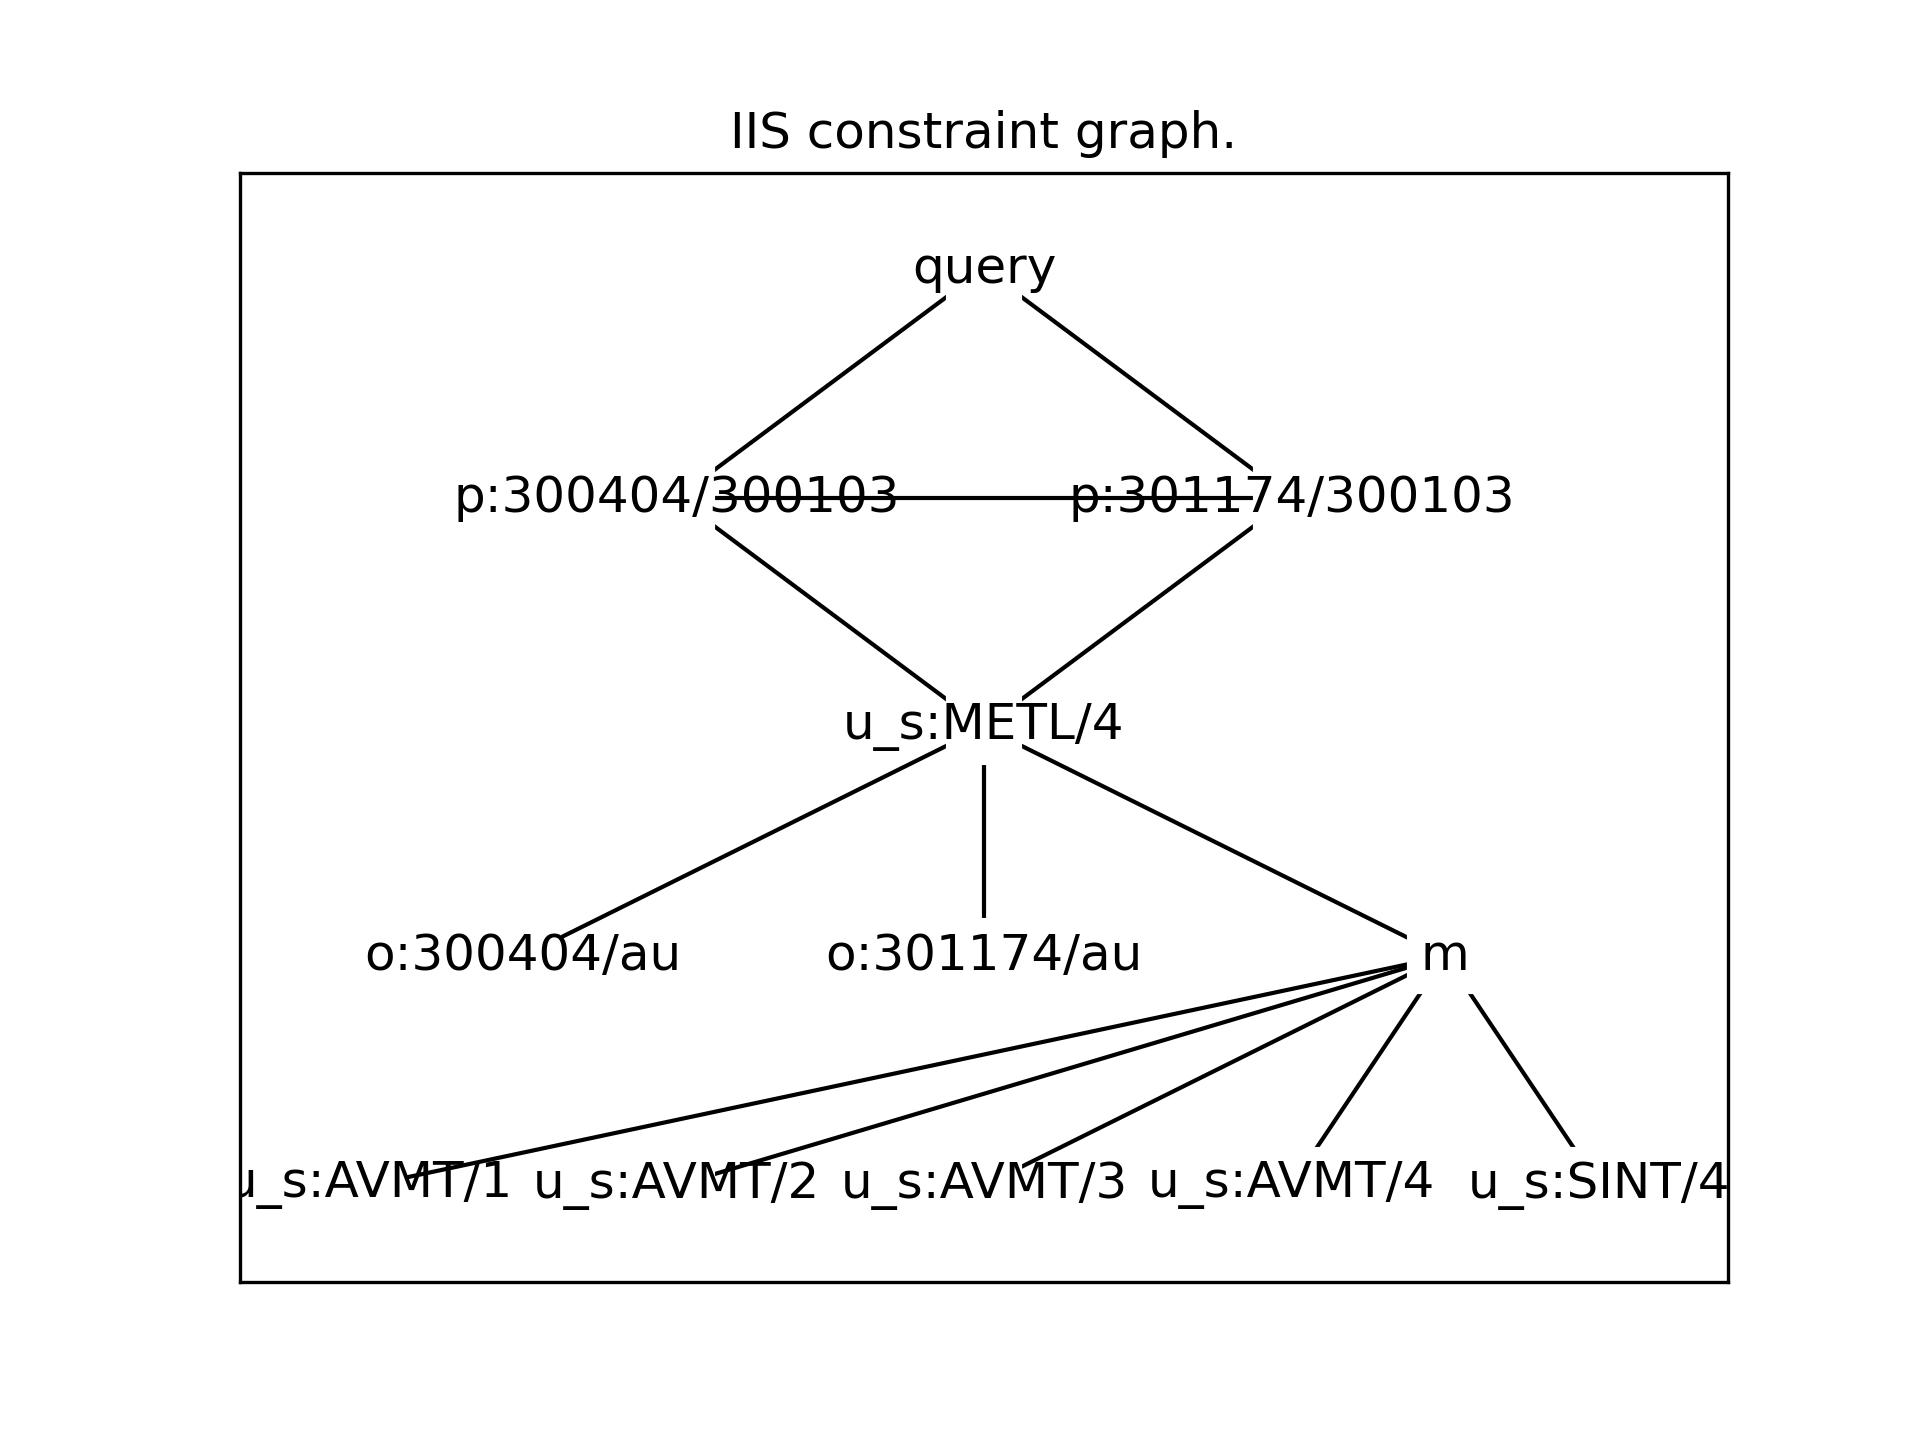 IIS constraint graph.
query
p:300404/300103 p:301174/300103
u_s:METL/4
o:300404/au o:301174/au m
u_s:AVMT/1 u_s:AVMT/2 u_s:AVMT/3 u_s:AVMT/4 u_s:SINT/4